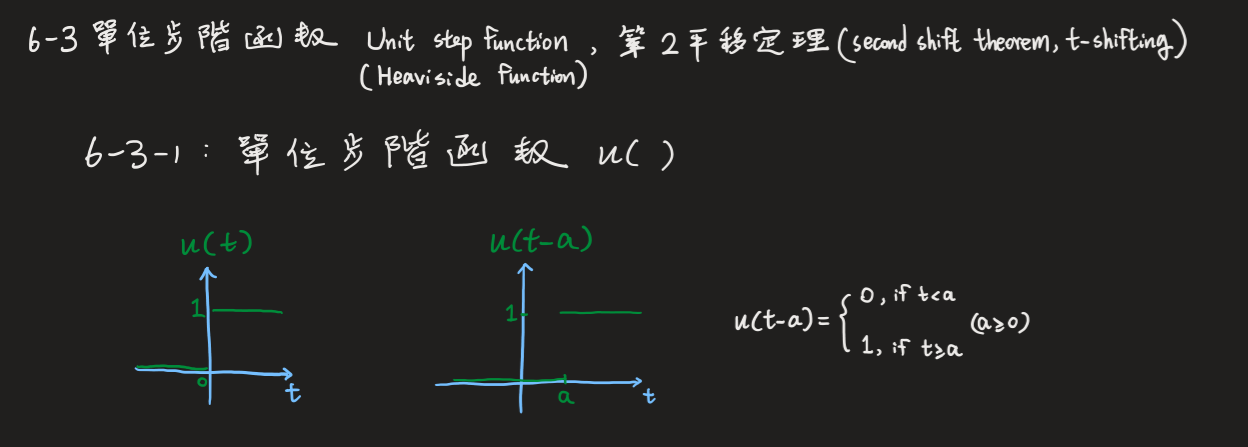 6-3 單位步階函數 Unit step function , 第2平移定理(second shift theorem, t-shifting)
(Heaviside function)
6-3-1 : 單位步階函數 u( )
u(t)
1
0
t
u(t-a)
1
a
t
u(t-a)= { 0, if t<a
1, if t≥a
(a≥0)